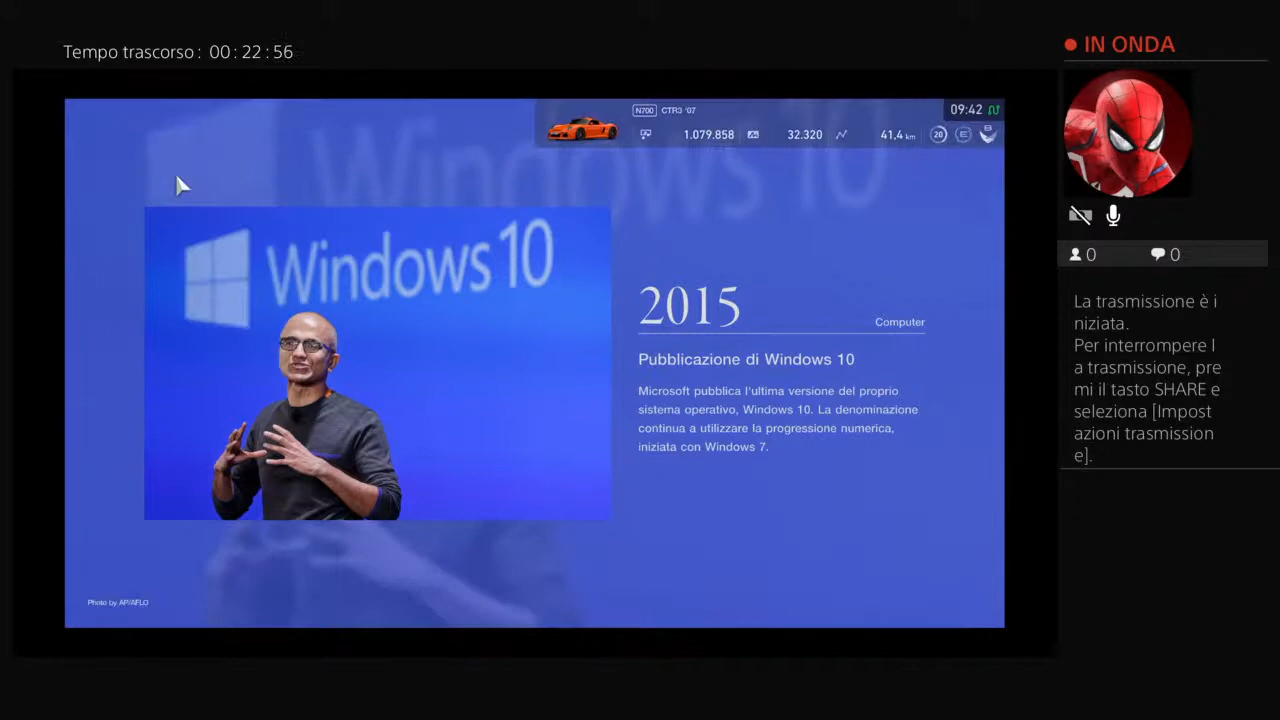 Tempo trascorso : 00 : 22 : 56
IN ONDA
N700 CTR3 '07
09:42
1.079.858 32.320 41,4 km 20 E B
Windows 10
Windows 10
0 0
2015
Computer
Pubblicazione di Windows 10
Microsoft pubblica l'ultima versione del proprio
sistema operativo, Windows 10. La denominazione
continua a utilizzare la progressione numerica,
iniziata con Windows 7.
La trasmissione è i
niziata.
Per interrompere l
a trasmissione, pre
mi il tasto SHARE e
seleziona [Impost
azioni trasmission
e].
Photo by AP/AFLO